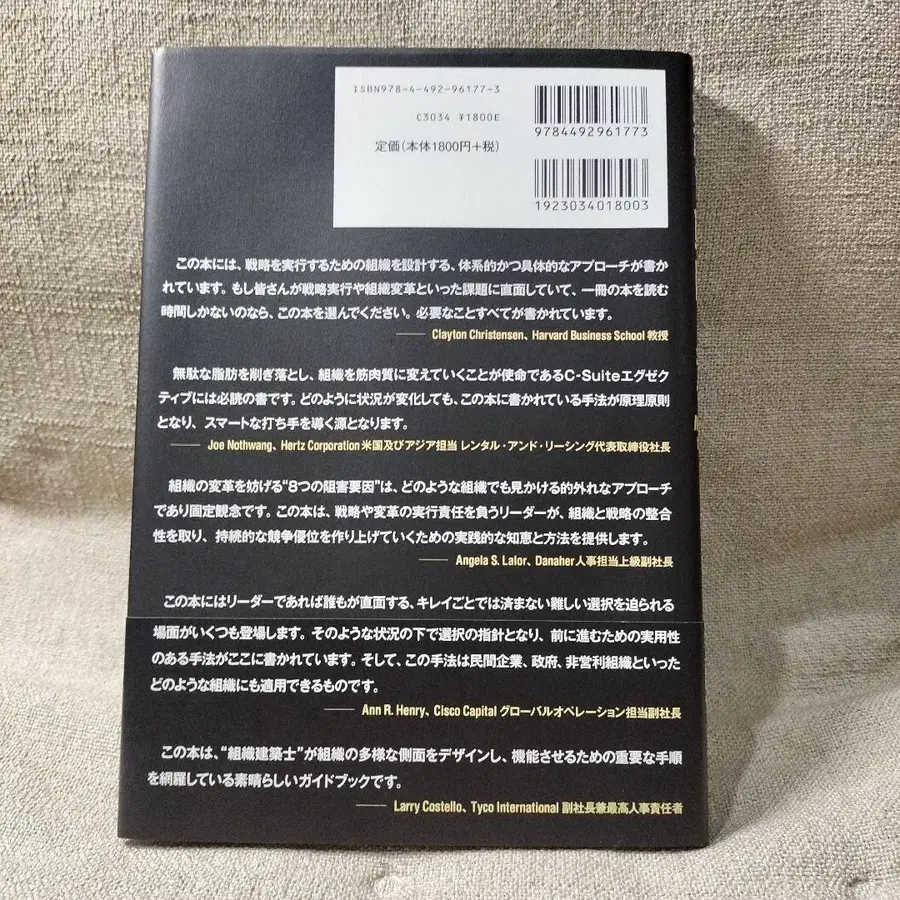 ISBN978-4-492-96177-3
C3034 ¥1800E
定価(本体1800円+税)
9784492961773
1923034018003
この本には、戦略を実行するための組織を設計する、体系的かつ具体的なアプローチが書か
れています。もし皆さんが戦略実行や組織変革といった課題に直面していて、一冊の本を読む
時間しかないのなら、この本を選んでください。必要なことすべてが書かれています。
—— Clayton Christensen、Harvard Business School 教授
無駄な脂肪を削ぎ落とし、組織を筋肉質に変えていくことが使命であるC-Suiteエグゼク
ティブには必読の書です。どのように状況が変化しても、この本に書かれている手法が原理原則
となり、スマートな打ち手を導く源となります。
—— Joe Nothwang、Hertz Corporation 米国及びアジア担当 レンタル・アンド・リーシング代表取締役社長
組織の変革を妨げる“8つの阻害要因”は、どのような組織でも見かける的外れなアプローチ
であり固定観念です。この本は、戦略や変革の実行責任を負うリーダーが、組織と戦略の整合
性を取り、持続的な競争優位を作り上げていくための実践的な知恵と方法を提供します。
—— Angela S. Lalor、Danaher 人事担当上級副社長
この本にはリーダーであれば誰もが直面する、キレイごとでは済まない難しい選択を迫られる
場面がいくつも登場します。そのような状況の下で選択の指針となり、前に進むための実用性
のある手法がここに書かれています。そして、この手法は民間企業、政府、非営利組織といった
どのような組織にも適用できるものです。
—— Ann R. Henry、Cisco Capital グローバルオペレーション担当副社長
この本は、“組織建築士”が組織の多様な側面をデザインし、機能させるための重要な手順
を網羅している素晴らしいガイドブックです。
—— Larry Costello、Tyco International 副社長兼最高人事責任者